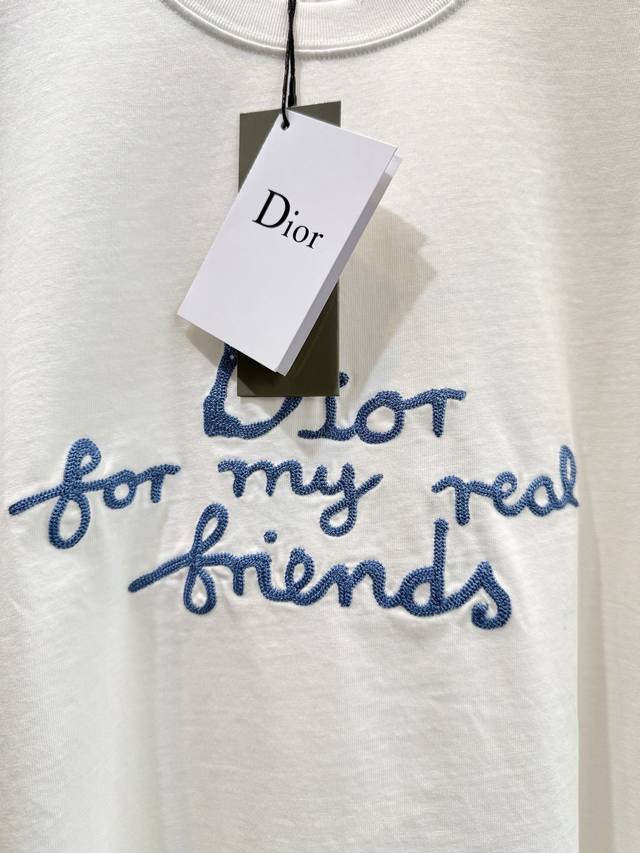 Dior
Dior
for my real
friends